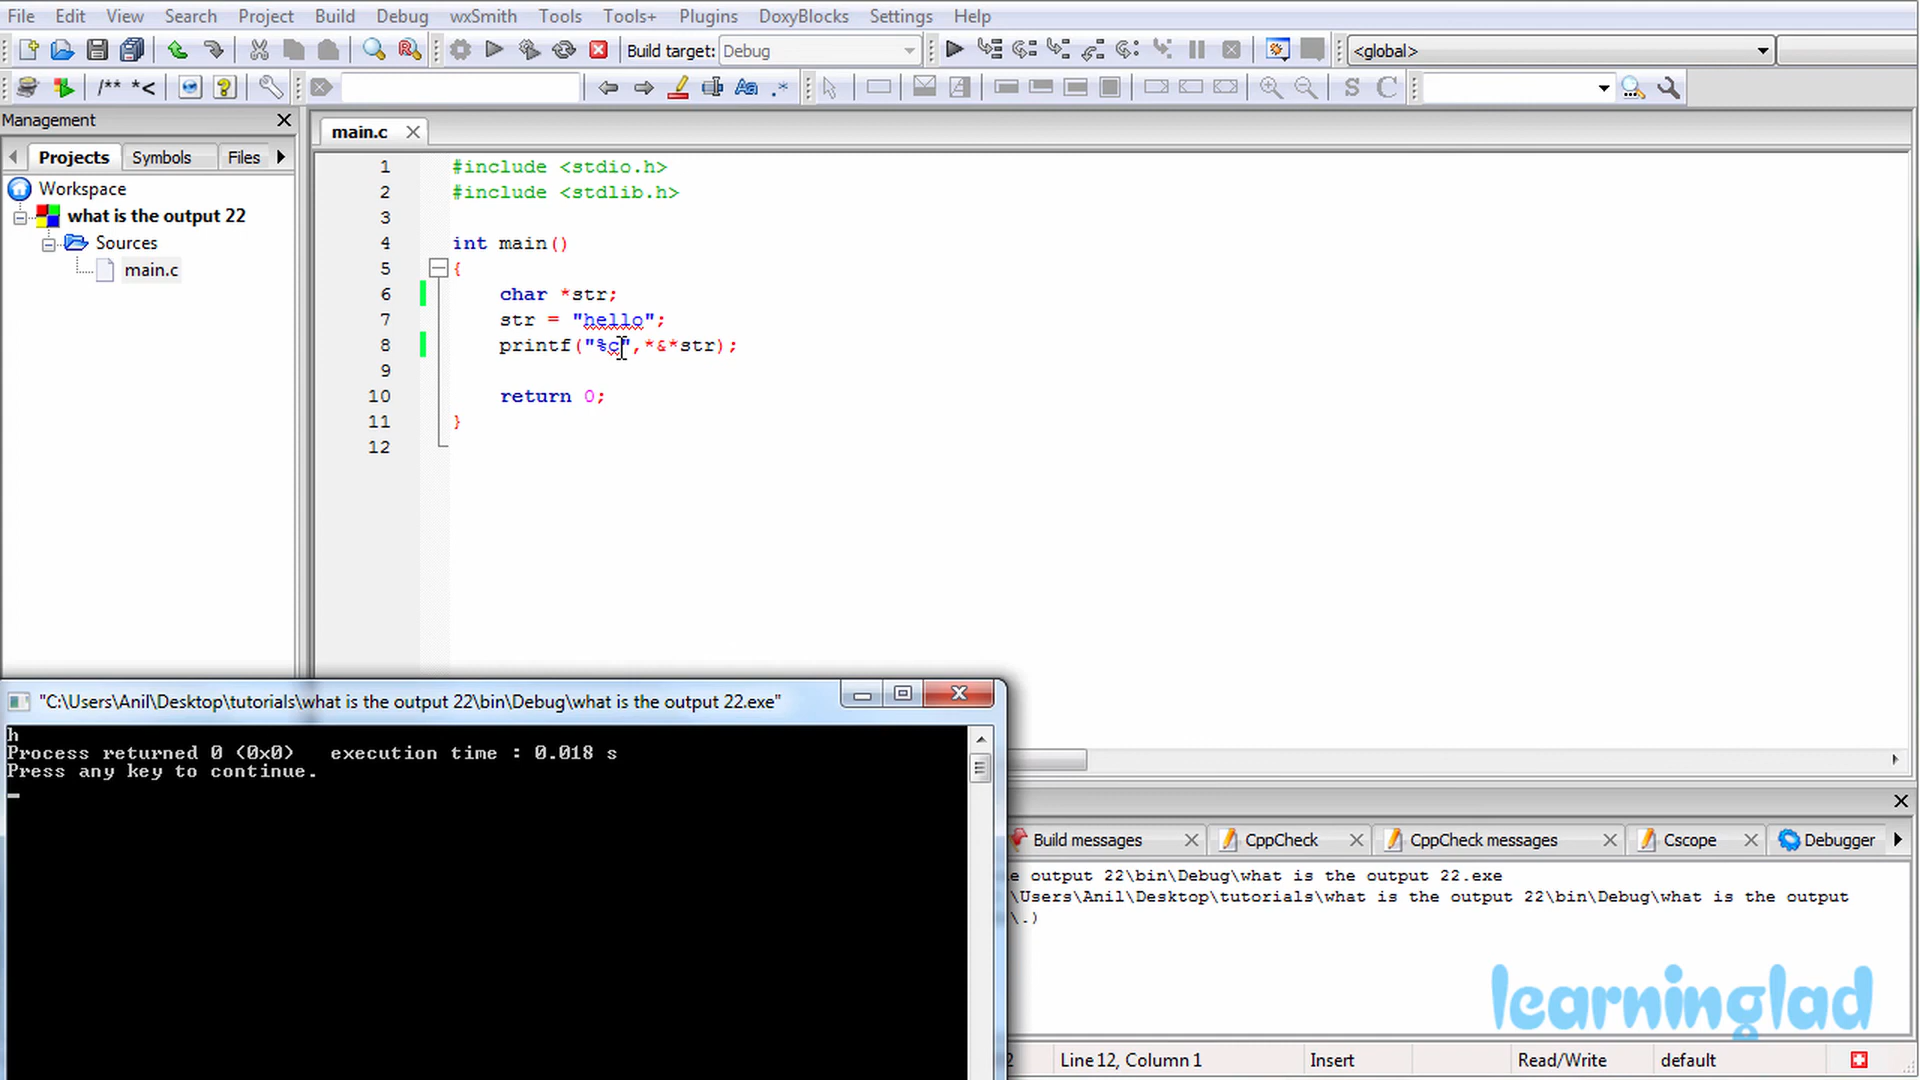 File Edit View Search Project Build Debug wxSmith Tools Tools+ Plugins DoxyBlocks Settings Help
Build target: Debug <global>
/** *<
Management
main.c
Projects Symbols Files
Workspace
what is the output 22
Sources
main.c
1 #include <stdio.h>
2 #include <stdlib.h>
3
4 int main()
5 {
6 char *str;
7 str = "hello";
8 printf("%c",*&*str);
9
10 return 0;
11 }
12
"C:\Users\Anil\Desktop\tutorials\what is the output 22\bin\Debug\what is the output 22.exe"
h
Process returned 0 (0x0) execution time : 0.018 s
Press any key to continue.
Build messages CppCheck CppCheck messages Cscope Debugger
e output 22\bin\Debug\what is the output 22.exe
\Users\Anil\Desktop\tutorials\what is the output 22\bin\Debug\what is the output
\.)
learninglad
2 Line 12, Column 1 Insert Read/Write default